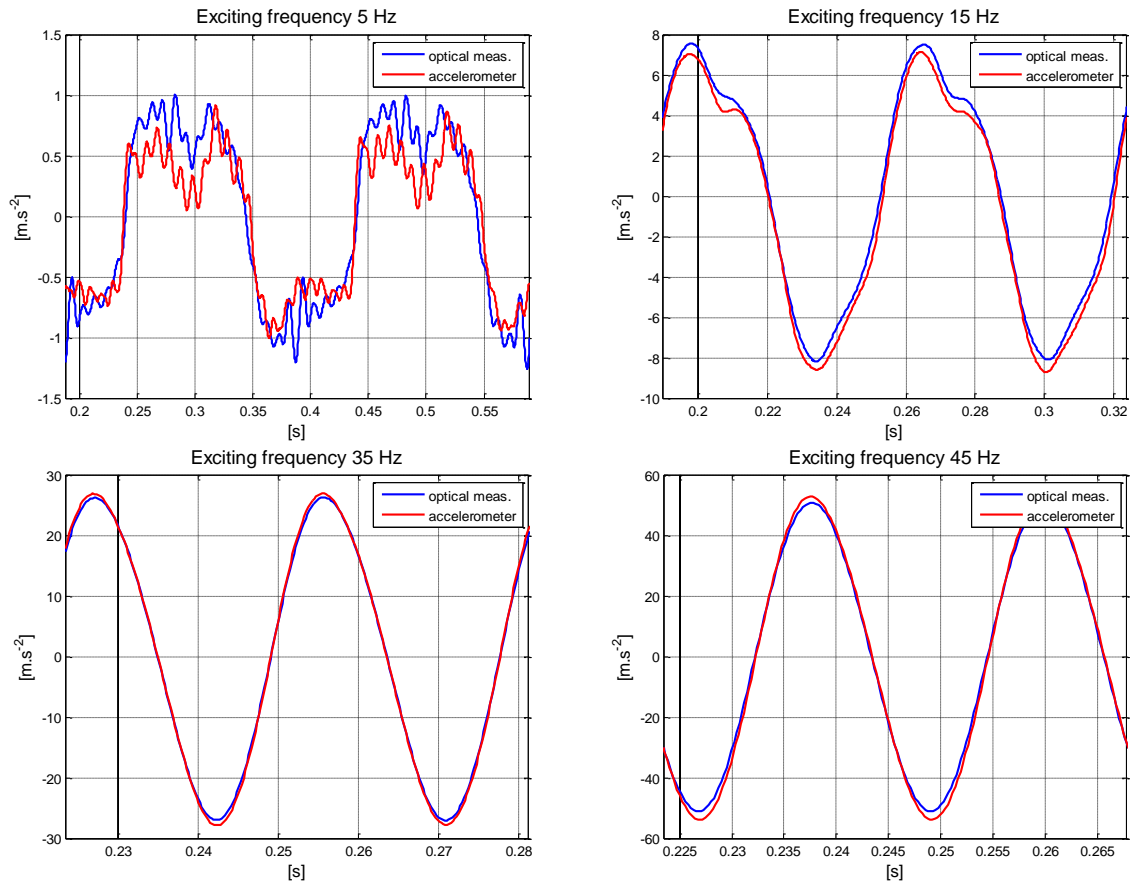 Exciting frequency 5 Hz
1.5
1
0.5
0
-0.5
-1
-1.5
[m.s-2]
optical meas.
accelerometer
0.2 0.25 0.3 0.35 0.4 0.45 0.5 0.55
[s]
Exciting frequency 15 Hz
8
6
4
2
0
-2
-4
-6
-8
-10
[m.s-2]
optical meas.
accelerometer
0.2 0.22 0.24 0.26 0.28 0.3 0.32
[s]
Exciting frequency 35 Hz
30
20
10
0
-10
-20
-30
[m.s-2]
optical meas.
accelerometer
0.23 0.24 0.25 0.26 0.27 0.28
[s]
Exciting frequency 45 Hz
60
40
20
0
-20
-40
-60
[m.s-2]
optical meas.
accelerometer
0.225 0.23 0.235 0.24 0.245 0.25 0.255 0.26 0.265
[s]